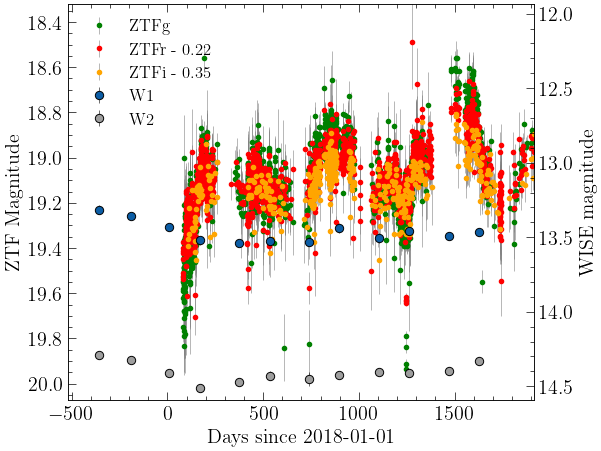 ZTFg
ZTFr - 0.22
ZTFi - 0.35
W1
W2
18.4
18.6
18.8
19.0
19.2
19.4
19.6
19.8
20.0
ZTF Magnitude
12.0
12.5
13.0
13.5
14.0
14.5
WISE magnitude
−500 0 500 1000 1500
Days since 2018-01-01